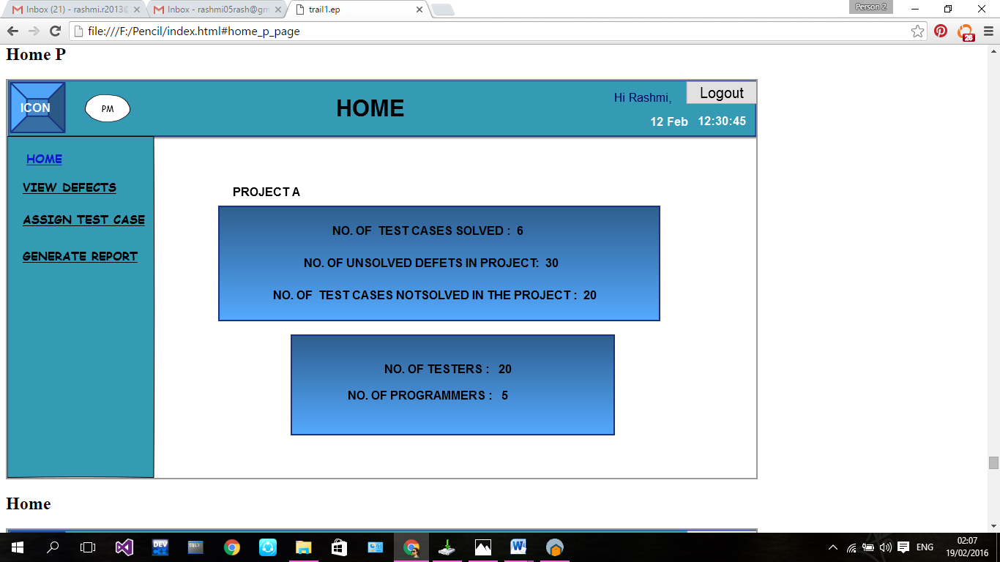 Inbox (21) - rashmi.r2013@
Inbox - rashmi05rash@gm
trail1.ep
Person 2
file:///F:/Pencil/index.html#home_p_page
26
Home P
ICON
PM
HOME
Hi Rashmi,
Logout
12 Feb 12:30:45
HOME
VIEW DEFECTS
ASSIGN TEST CASE
GENERATE REPORT
PROJECT A
NO. OF TEST CASES SOLVED : 6
NO. OF UNSOLVED DEFETS IN PROJECT: 30
NO. OF TEST CASES NOTSOLVED IN THE PROJECT : 20
NO. OF TESTERS : 20
NO. OF PROGRAMMERS : 5
Home
DEV
SQL
ENG
02:07
19/02/2016